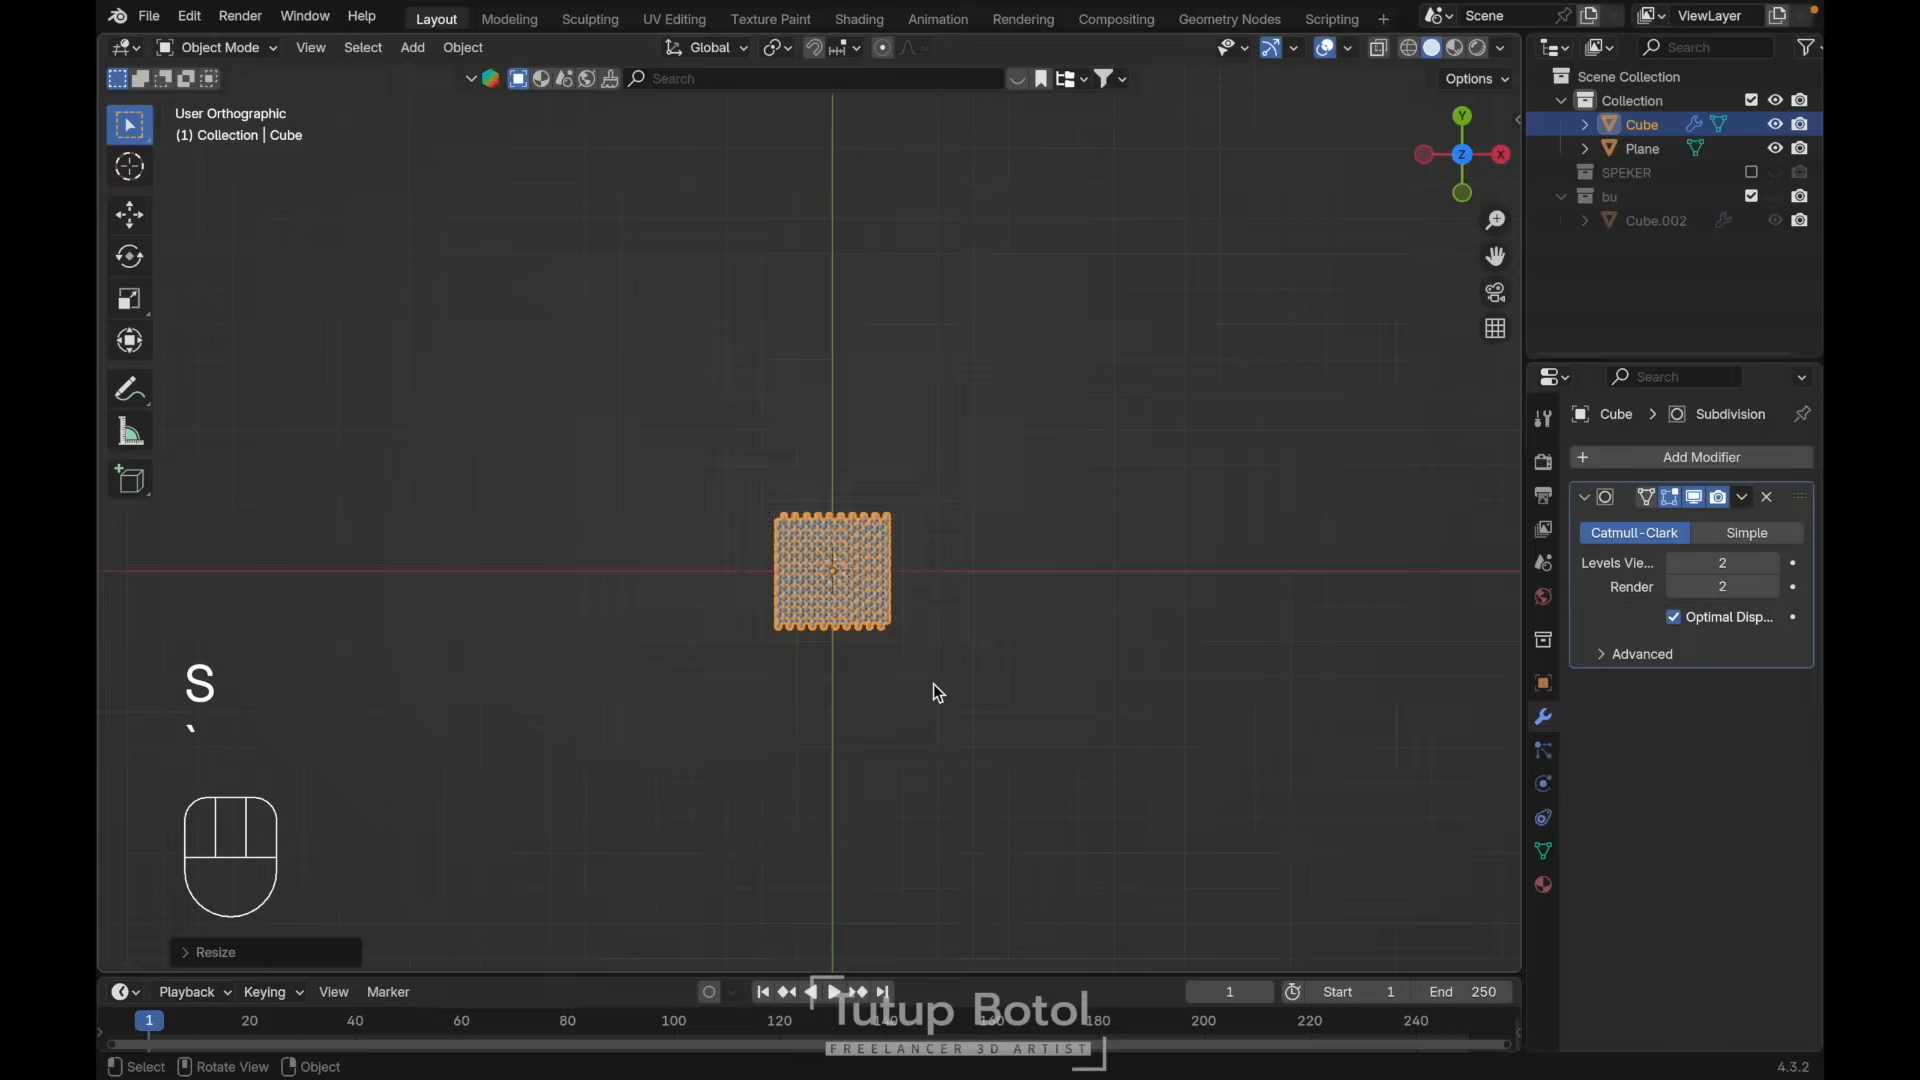 File Edit Render Window Help Layout Modeling Sculpting UV Editing Texture Paint Shading Animation Rendering Compositing Geometry Nodes Scripting + Scene ViewLayer
Object Mode View Select Add Object Global Search
Search Options
User Orthographic
(1) Collection | Cube
Y
Z X
Scene Collection
Collection
Cube
Plane
SPEKER
bu
Cube.002
Search
Cube > Subdivision
+ Add Modifier
Catmull-Clark Simple
Levels Vie... 2
Render 2
Optimal Disp...
Advanced
S
`
Resize
Playback Keying View Marker 1 Start 1 End 250
1 20 40 60 80 100 120 140 160 180 200 220 240
Tutup Botol
FREELANCER 3D ARTIST
Select Rotate View Object 4.3.2